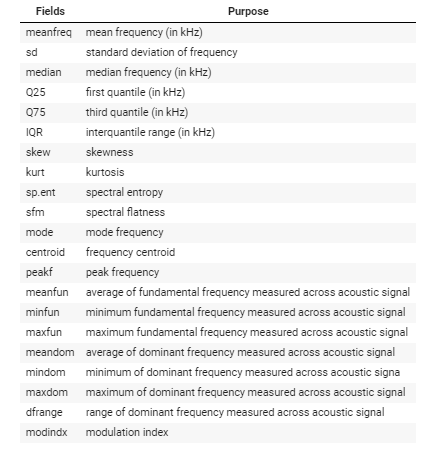 Fields Purpose
meanfreq mean frequency (in kHz)
sd standard deviation of frequency
median median frequency (in kHz)
Q25 first quantile (in kHz)
Q75 third quantile (in kHz)
IQR interquantile range (in kHz)
skew skewness
kurt kurtosis
sp.ent spectral entropy
sfm spectral flatness
mode mode frequency
centroid frequency centroid
peakf peak frequency
meanfun average of fundamental frequency measured across acoustic signal
minfun minimum fundamental frequency measured across acoustic signal
maxfun maximum fundamental frequency measured across acoustic signal
meandom average of dominant frequency measured across acoustic signal
mindom minimum of dominant frequency measured across acoustic signa
maxdom maximum of dominant frequency measured across acoustic signal
dfrange range of dominant frequency measured across acoustic signal
modindx modulation index